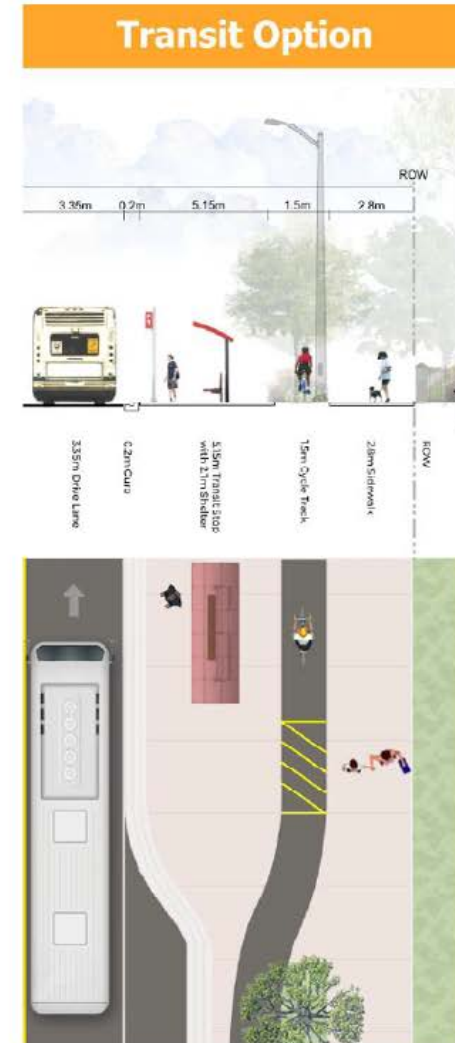 Transit Option
ROW
3.35m 0.2m 5.15m 1.5m 2.8m
3.35m Drive Lane
0.2m Curb
5.15m Transit Stop
with 2.1m Shelter
1.5m Cycle Track
2.8m Sidewalk
ROW